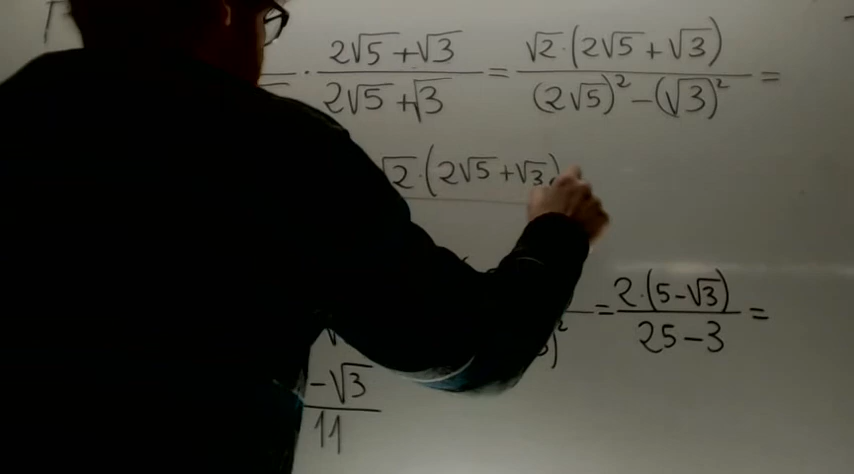 · (2√5 + √3)/(2√5 + √3) = (√2 · (2√5 + √3))/((2√5)² − (√3)²) =
√2 · (2√5 + √3)
)² = (2 · (5 − √3))/(25 − 3) =
− √3
11